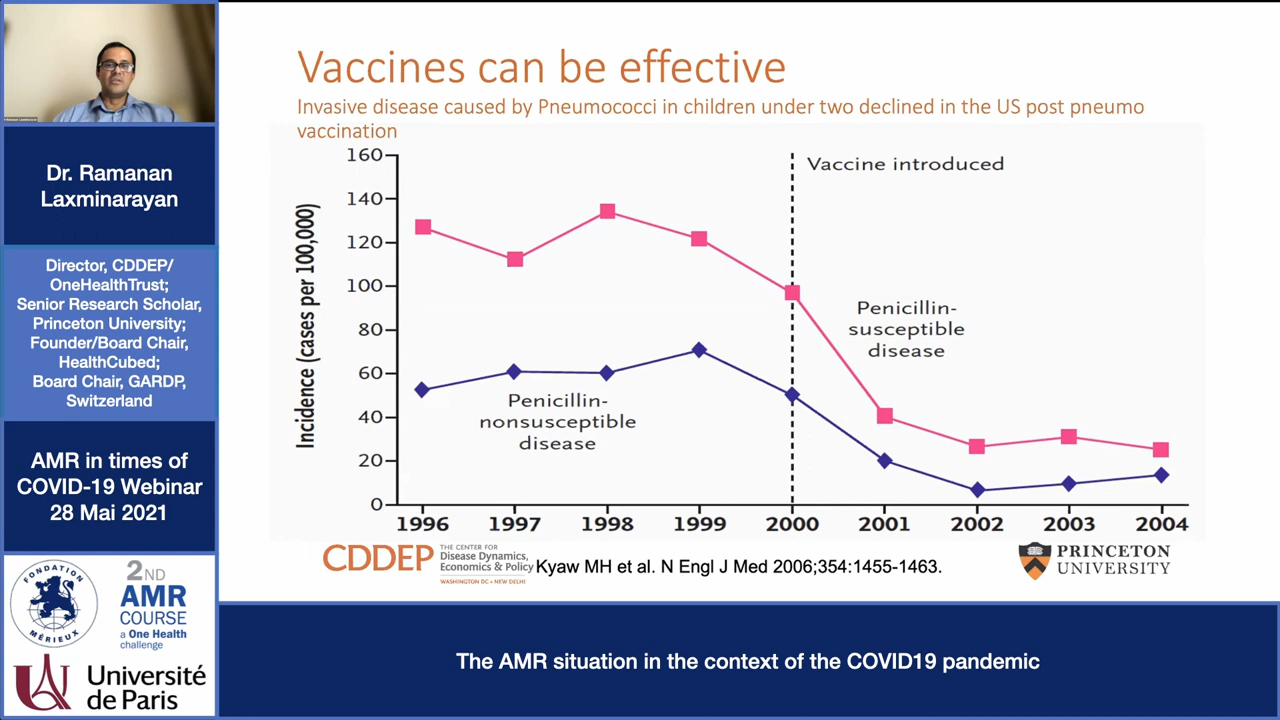 Vaccines can be effective
Invasive disease caused by Pneumococci in children under two declined in the US post pneumo
vaccination
Dr. Ramanan
Laxminarayan
Director, CDDEP/
OneHealthTrust;
Senior Research Scholar,
Princeton University;
Founder/Board Chair,
HealthCubed;
Board Chair, GARDP,
Switzerland
AMR in times of
COVID-19 Webinar
28 Mai 2021
FONDATION
MÉRIEUX
2ND
AMR
COURSE
a One Health
challenge
Université
de Paris
Incidence (cases per 100,000)
160
140
120
100
80
60
40
20
0
Vaccine introduced
Penicillin-
susceptible
disease
Penicillin-
nonsusceptible
disease
1996 1997 1998 1999 2000 2001 2002 2003 2004
CDDEP
THE CENTER FOR
Disease Dynamics,
Economics & Policy
WASHINGTON DC • NEW DELHI
Kyaw MH et al. N Engl J Med 2006;354:1455-1463.
PRINCETON
UNIVERSITY
The AMR situation in the context of the COVID19 pandemic